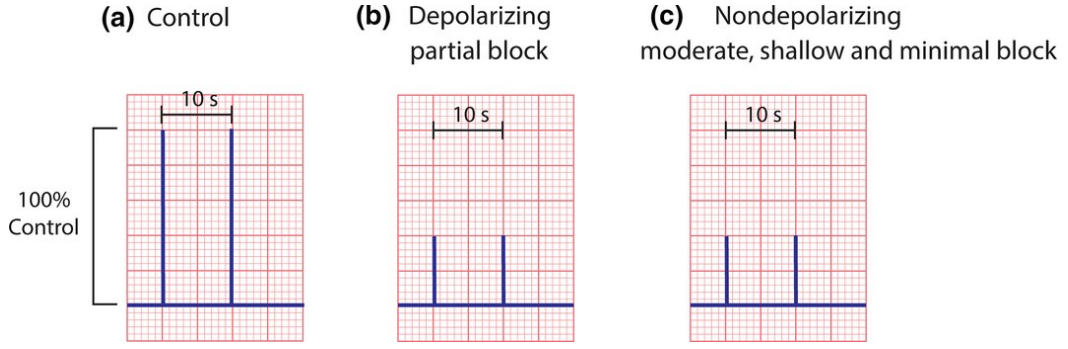 (a) Control
(b) Depolarizing
partial block
(c) Nondepolarizing
moderate, shallow and minimal block
10 s
10 s
10 s
100%
Control